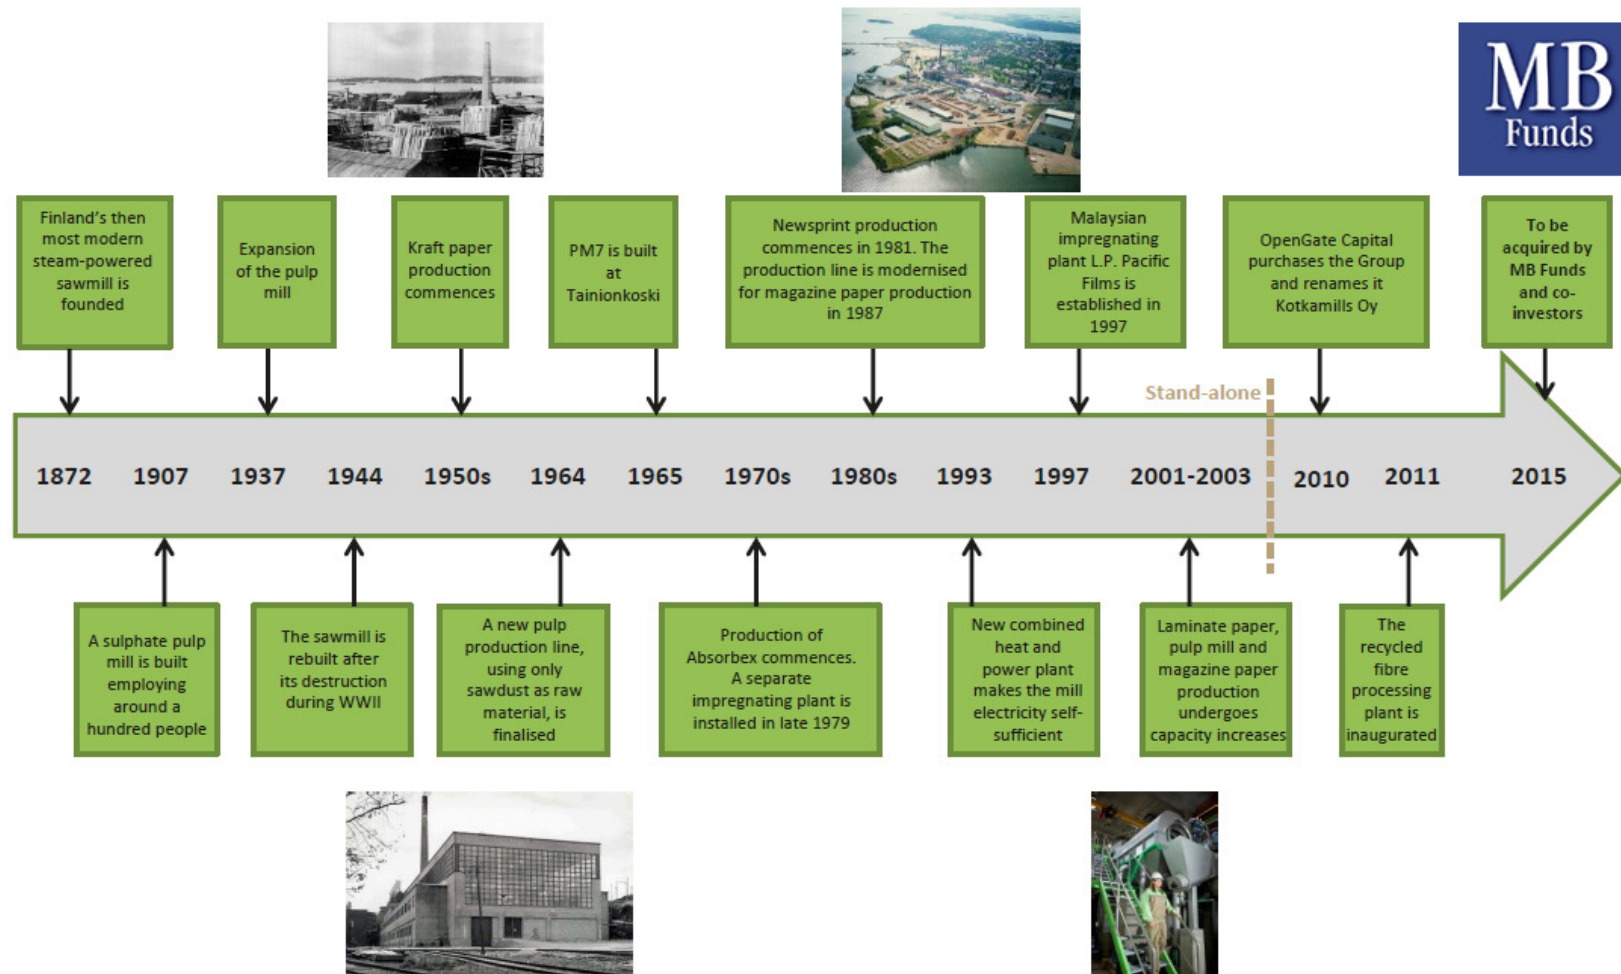 MB
Funds
Finland's then
most modern
steam-powered
sawmill is
founded
Expansion
of the pulp
mill
Kraft paper
production
commences
PM7 is built
at
Tainionkoski
Newsprint production
commences in 1981. The
production line is modernised
for magazine paper production
in 1987
Malaysian
impregnating
plant L.P. Pacific
Films is
established in
1997
OpenGate Capital
purchases the Group
and renames it
Kotkamills Oy
To be
acquired by
MB Funds
and co-
investors
Stand-alone
1872 1907 1937 1944 1950s 1964 1965 1970s 1980s 1993 1997 2001-2003 2010 2011 2015
A sulphate pulp
mill is built
employing
around a
hundred people
The sawmill is
rebuilt after
its destruction
during WWII
A new pulp
production line,
using only
sawdust as raw
material, is
finalised
Production of
Absorbex commences.
A separate
impregnating plant is
installed in late 1979
New combined
heat and
power plant
makes the mill
electricity self-
sufficient
Laminate paper,
pulp mill and
magazine paper
production
undergoes
capacity increases
The
recycled
fibre
processing
plant is
inaugurated